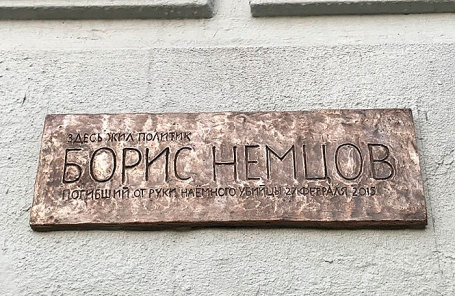 ЗДЕСЬ ЖИЛ ПОЛИТИК
БОРИС НЕМЦОВ
ПОГИБШИЙ ОТ РУКИ НАЕМНОГО УБИЙЦЫ 27 ФЕВРАЛЯ 2015